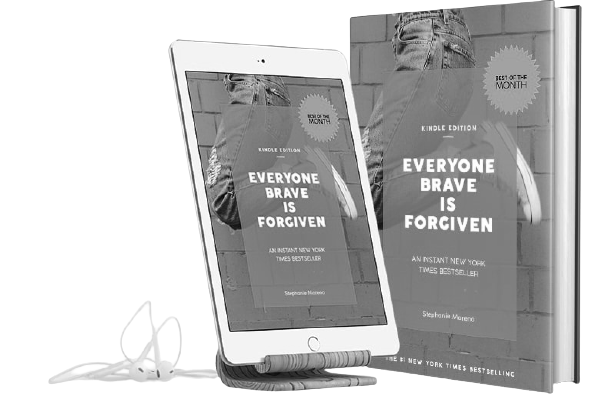 BEST OF THE
MONTH
KINDLE EDITION
EVERYONE
BRAVE
IS
FORGIVEN
AN INSTANT NEW YORK
TIMES BESTSELLER
Stephanie Moreno
BEST OF THE
MONTH
KINDLE EDITION
EVERYONE
BRAVE
IS
FORGIVEN
AN INSTANT NEW YORK
TIMES BESTSELLER
Stephanie Moreno
THE #1 NEW YORK TIMES BESTSELLING